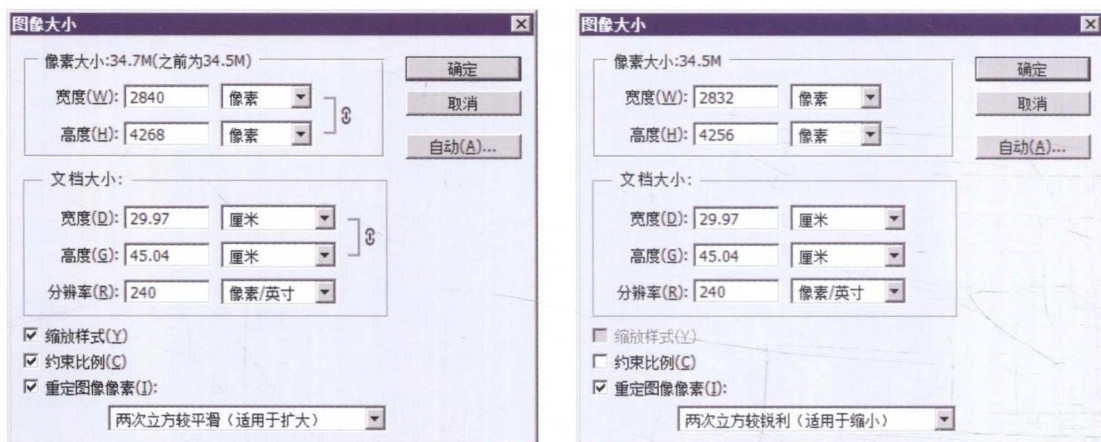 图像大小
像素大小:34.7M(之前为34.5M)
宽度(W): 2840 像素
高度(H): 4268 像素
确定
取消
自动(A)...
文档大小:
宽度(D): 29.97 厘米
高度(G): 45.04 厘米
分辨率(R): 240 像素/英寸
缩放样式(Y)
约束比例(C)
重定图像像素(I):
两次立方较平滑（适用于扩大）
图像大小
像素大小:34.5M
宽度(W): 2832 像素
高度(H): 4256 像素
确定
取消
自动(A)...
文档大小:
宽度(D): 29.97 厘米
高度(G): 45.04 厘米
分辨率(R): 240 像素/英寸
缩放样式(Y)
约束比例(C)
重定图像像素(I):
两次立方较锐利（适用于缩小）